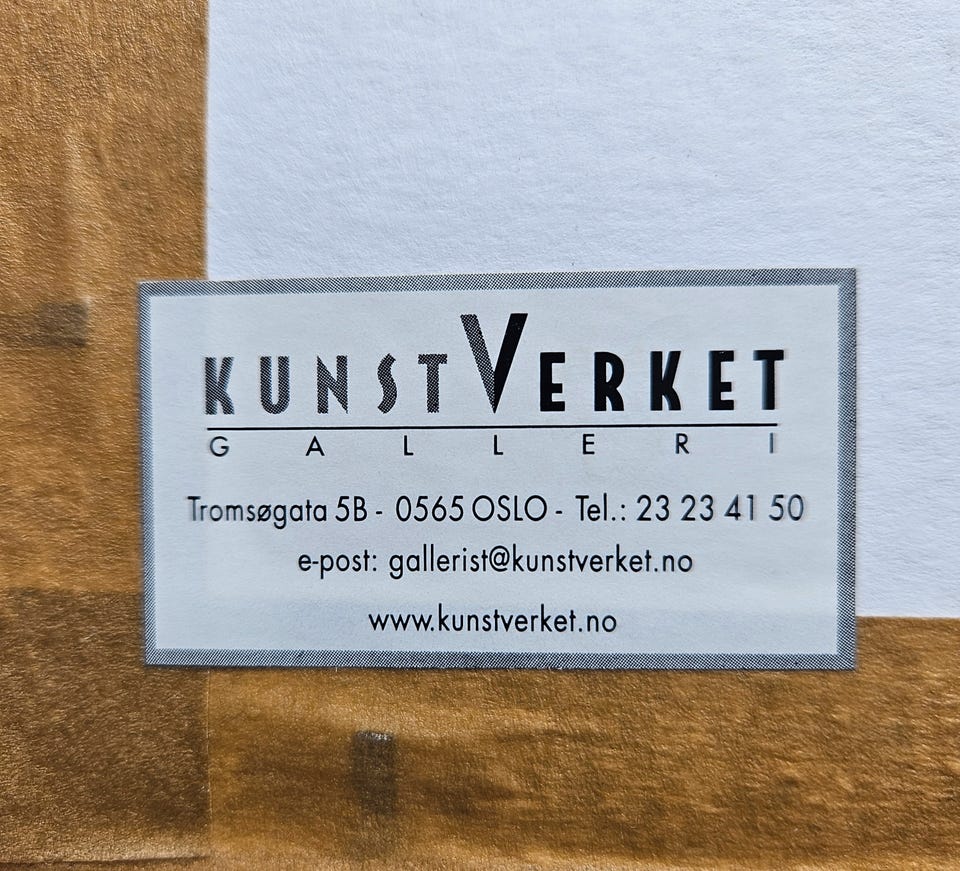 KUNSTVERKET
GALLERI
Tromsøgata 5B - 0565 OSLO - Tel.: 23 23 41 50
e-post: gallerist@kunstverket.no
www.kunstverket.no